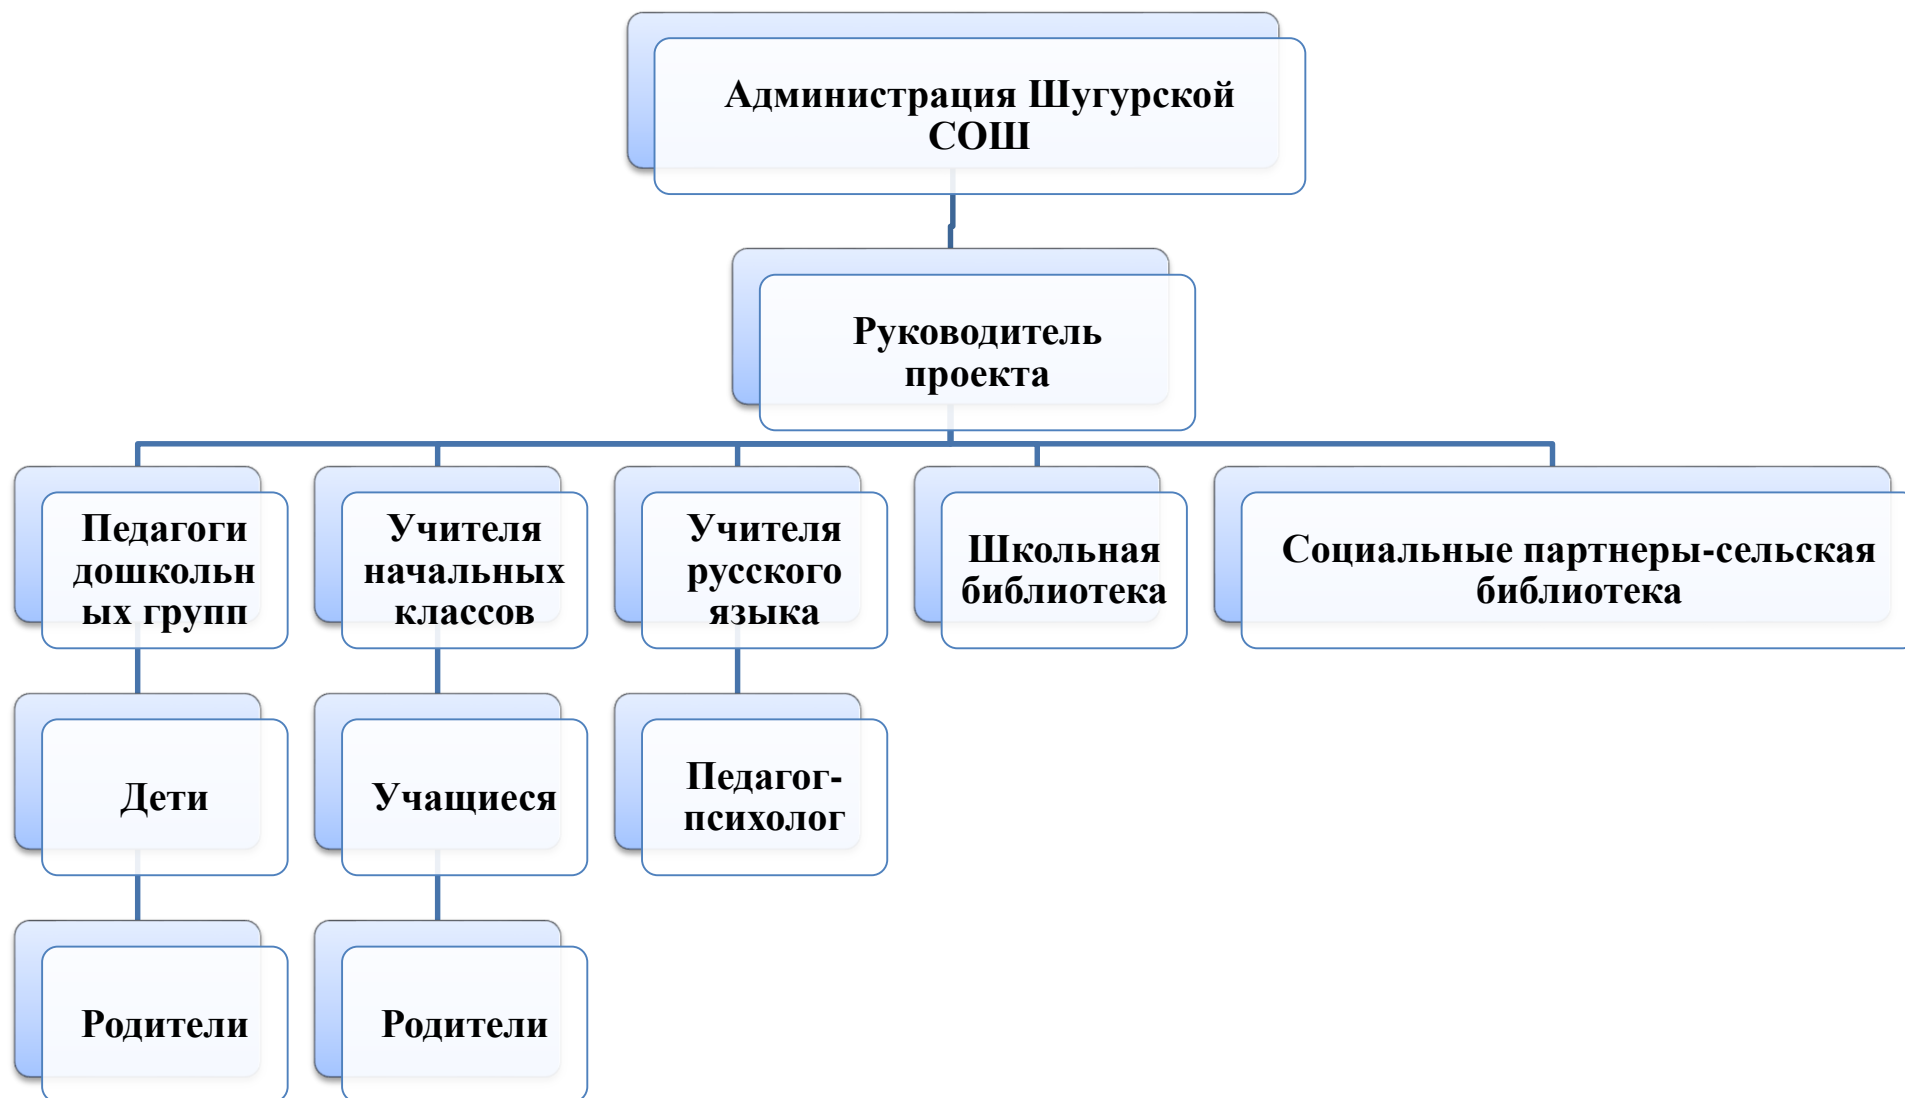 Администрация Шугурской
СОШ
Руководитель
проекта
Педагоги
дошкольн
ых групп
Учителя
начальных
классов
Учителя
русского
языка
Школьная
библиотека
Социальные партнеры-сельская
библиотека
Дети
Учащиеся
Педагог-
психолог
Родители
Родители